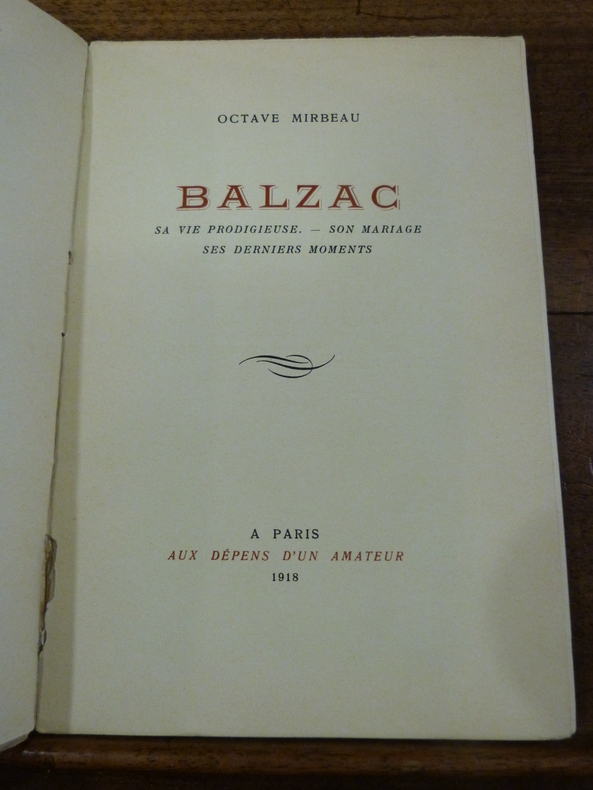 OCTAVE MIRBEAU
BALZAC
SA VIE PRODIGIEUSE. — SON MARIAGE
SES DERNIERS MOMENTS
A PARIS
AUX DÉPENS D'UN AMATEUR
1918